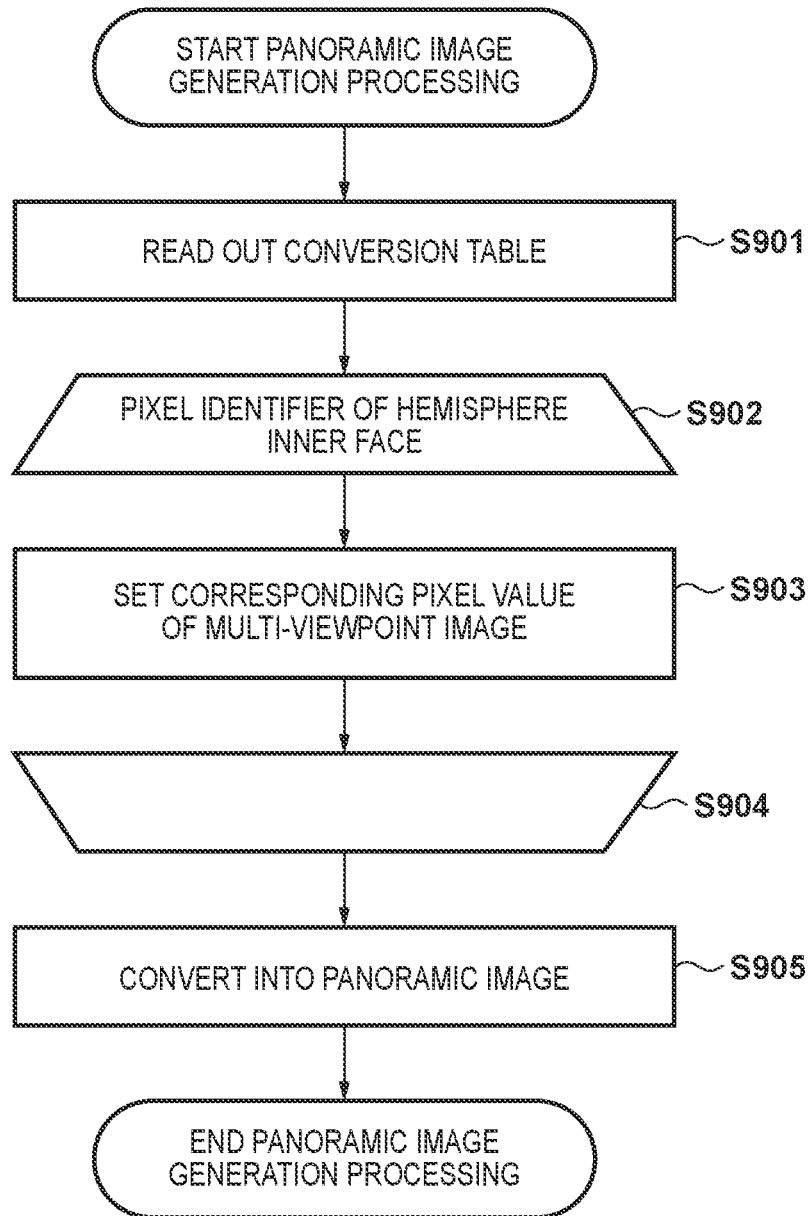 START PANORAMIC IMAGE
GENERATION PROCESSING
READ OUT CONVERSION TABLE
S901
PIXEL IDENTIFIER OF HEMISPHERE
INNER FACE
S902
SET CORRESPONDING PIXEL VALUE
OF MULTI-VIEWPOINT IMAGE
S903
S904
CONVERT INTO PANORAMIC IMAGE
S905
END PANORAMIC IMAGE
GENERATION PROCESSING